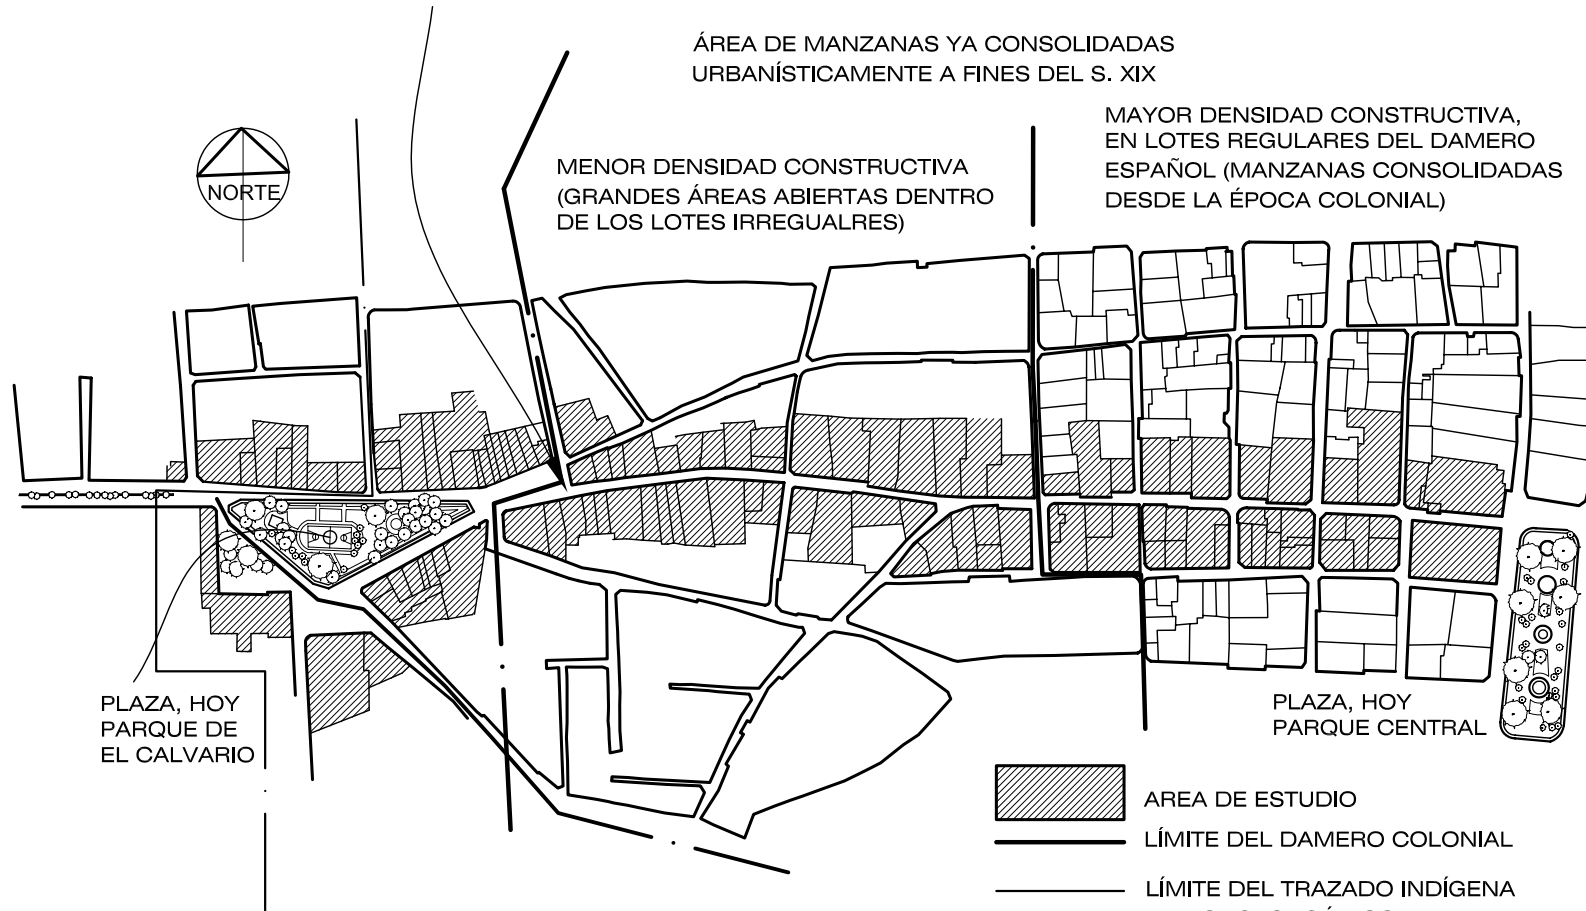 ÁREA DE MANZANAS YA CONSOLIDADAS
URBANÍSTICAMENTE A FINES DEL S. XIX
MAYOR DENSIDAD CONSTRUCTIVA,
EN LOTES REGULARES DEL DAMERO
ESPAÑOL (MANZANAS CONSOLIDADAS
DESDE LA ÉPOCA COLONIAL)
MENOR DENSIDAD CONSTRUCTIVA
(GRANDES ÁREAS ABIERTAS DENTRO
DE LOS LOTES IRREGUALRES)
NORTE
PLAZA, HOY
PARQUE DE
EL CALVARIO
PLAZA, HOY
PARQUE CENTRAL
AREA DE ESTUDIO
LÍMITE DEL DAMERO COLONIAL
LÍMITE DEL TRAZADO INDÍGENA